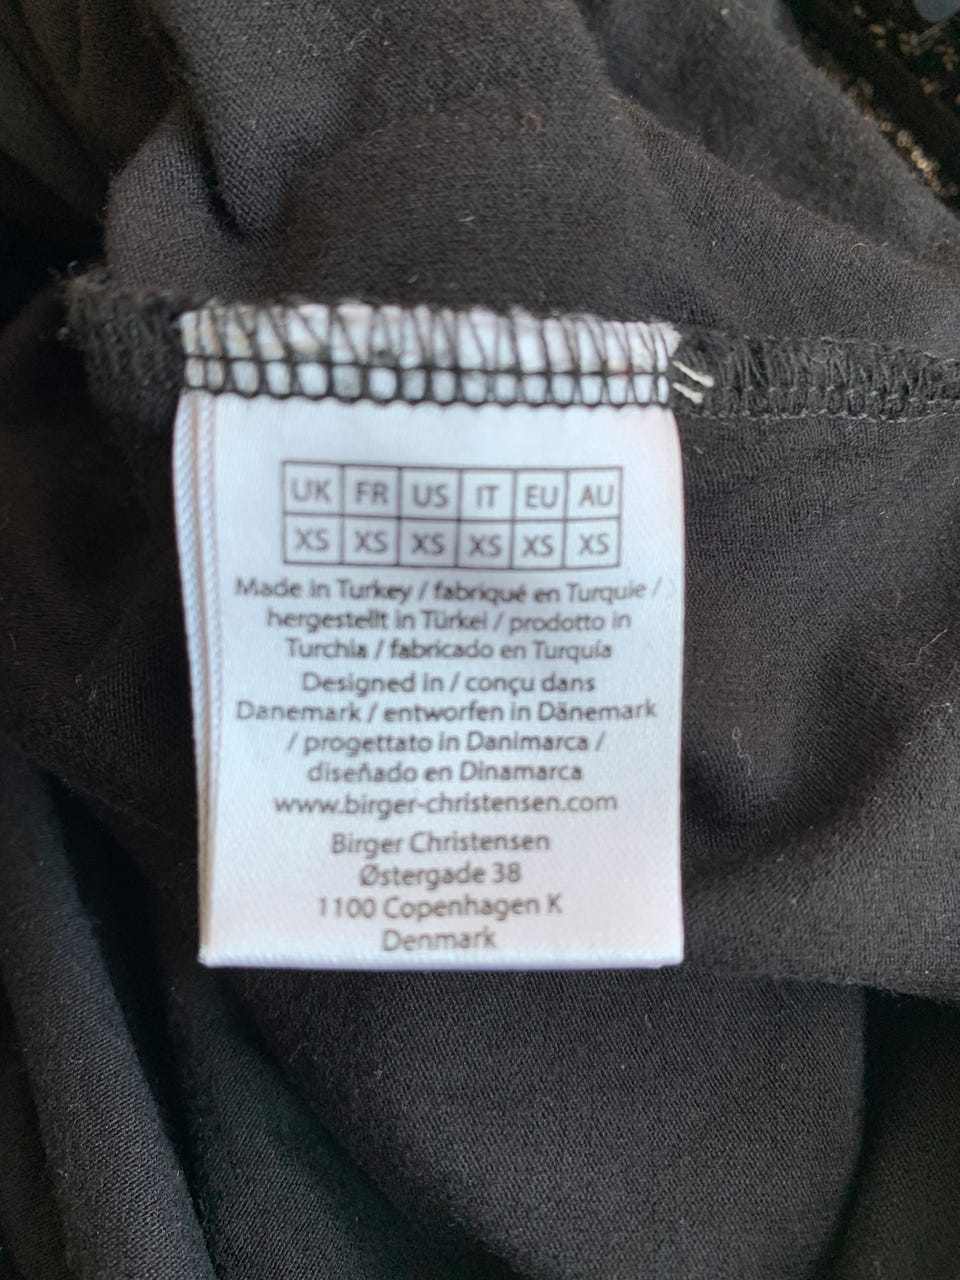 UK FR US IT EU AU
XS XS XS XS XS XS
Made in Turkey / fabriqué en Turquie /
hergestellt in Türkei / prodotto in
Turchia / fabricado en Turquía
Designed in / conçu dans
Danemark / entworfen in Dänemark
/ progettato in Danimarca /
diseñado en Dinamarca
www.birger-christensen.com
Birger Christensen
Østergade 38
1100 Copenhagen K
Denmark